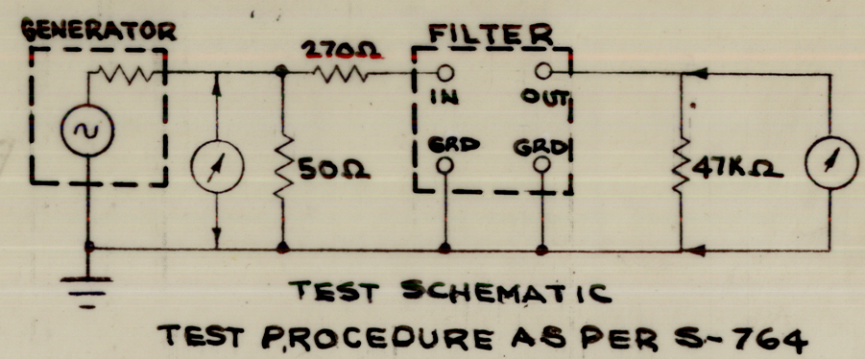 GENERATOR
270Ω
FILTER
IN
OUT
50Ω
GRD
GRD
47KΩ
TEST SCHEMATIC
TEST PROCEDURE AS PER S-764